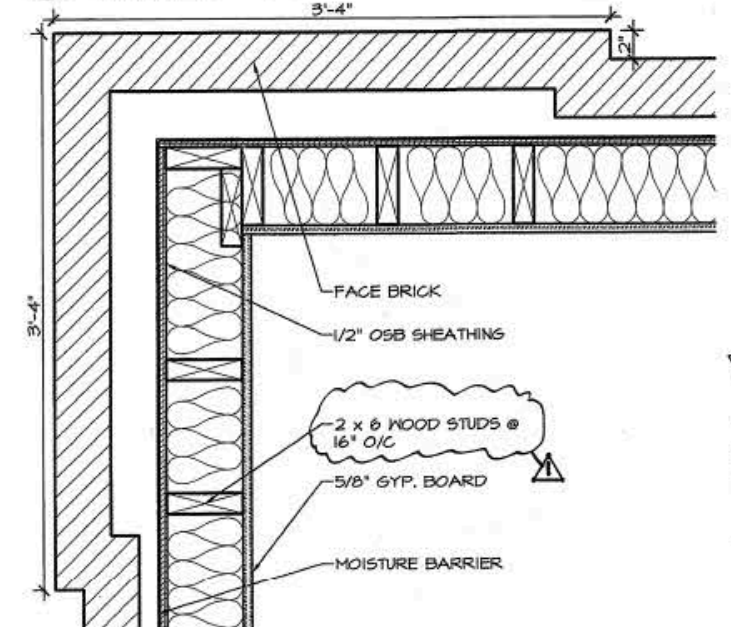 3'-4"
2"
3'-4"
FACE BRICK
1/2" OSB SHEATHING
2 x 6 WOOD STUDS @
16" O/C
1
5/8" GYP. BOARD
MOISTURE BARRIER